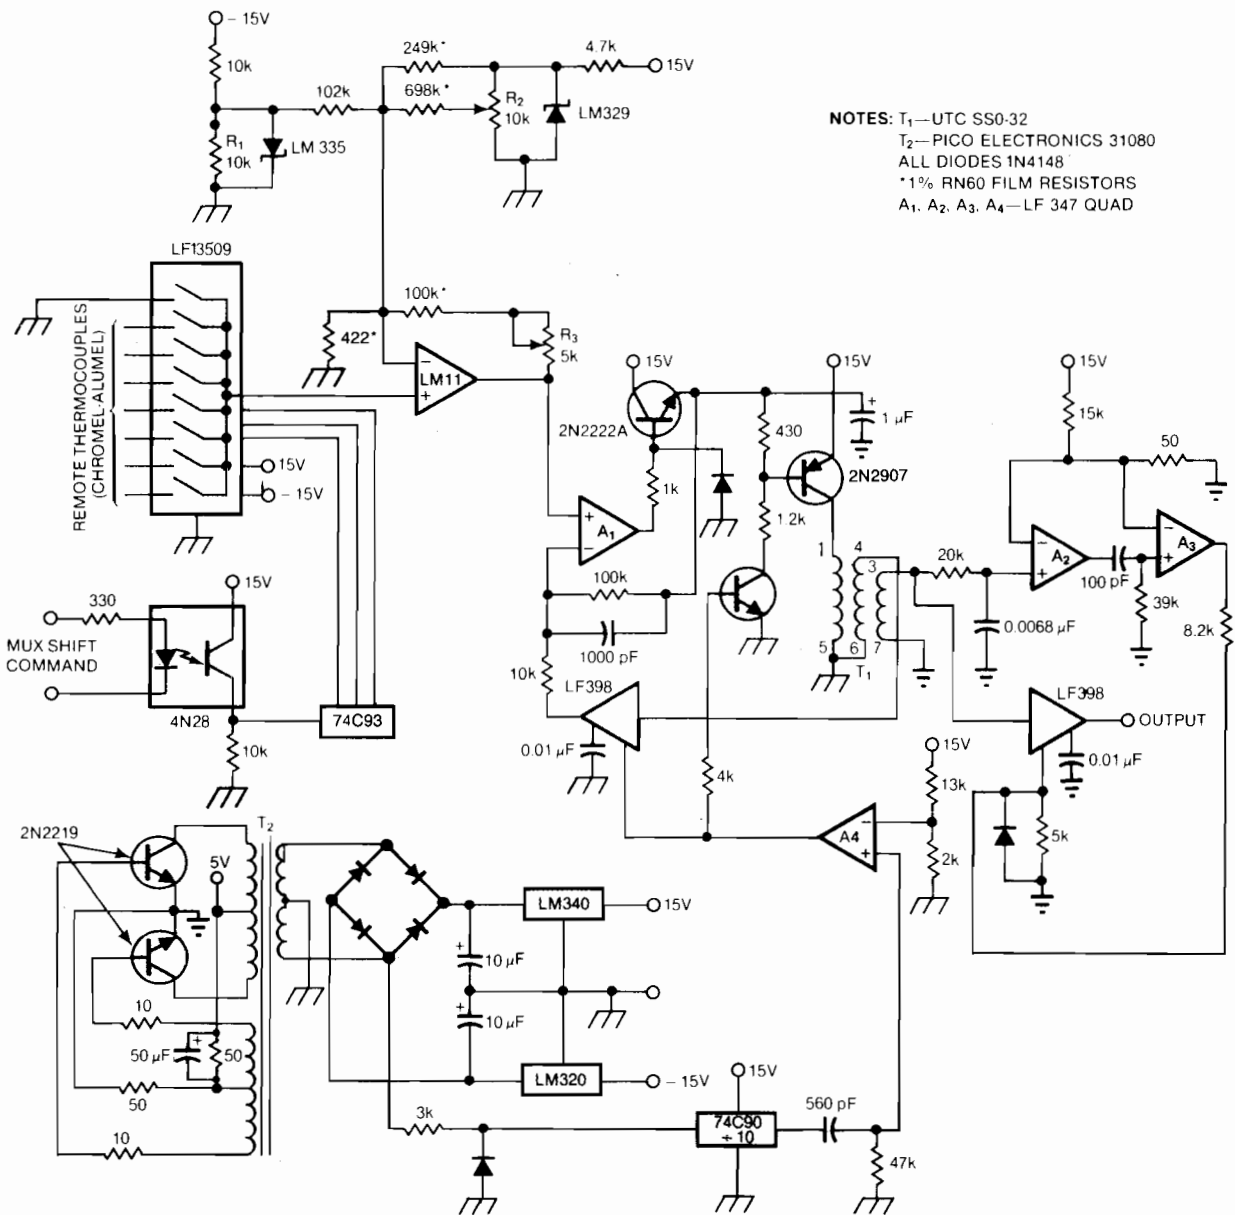 - 15V
10k
R1
10k
LM 335
102k
249k*
698k*
R2
10k
4.7k
15V
LM329
NOTES: T1—UTC SS0-32
T2—PICO ELECTRONICS 31080
ALL DIODES 1N4148
*1% RN60 FILM RESISTORS
A1, A2, A3, A4—LF 347 QUAD
LF13509
REMOTE THERMOCOUPLES
(CHROMEL-ALUMEL)
15V
- 15V
422*
100k*
R3
5k
−
LM11
+
15V
2N2222A
1k
+
A1
−
100k
1000 pF
10k
LF398
0.01 µF
430
1.2k
15V
+
1 µF
2N2907
1
5
4
6
3
7
T1
20k
0.0068 µF
15V
15k
50
−
A2
+
100 pF
39k
−
A3
+
8.2k
LF398
OUTPUT
0.01 µF
5k
4k
A4
−
+
15V
13k
2k
330
MUX SHIFT
COMMAND
15V
4N28
10k
74C93
2N2219
5V
T2
10
50 µF
+
50
50
10
+
10 µF
+
10 µF
LM340
15V
LM320
- 15V
3k
15V
74C90
÷ 10
560 pF
47k